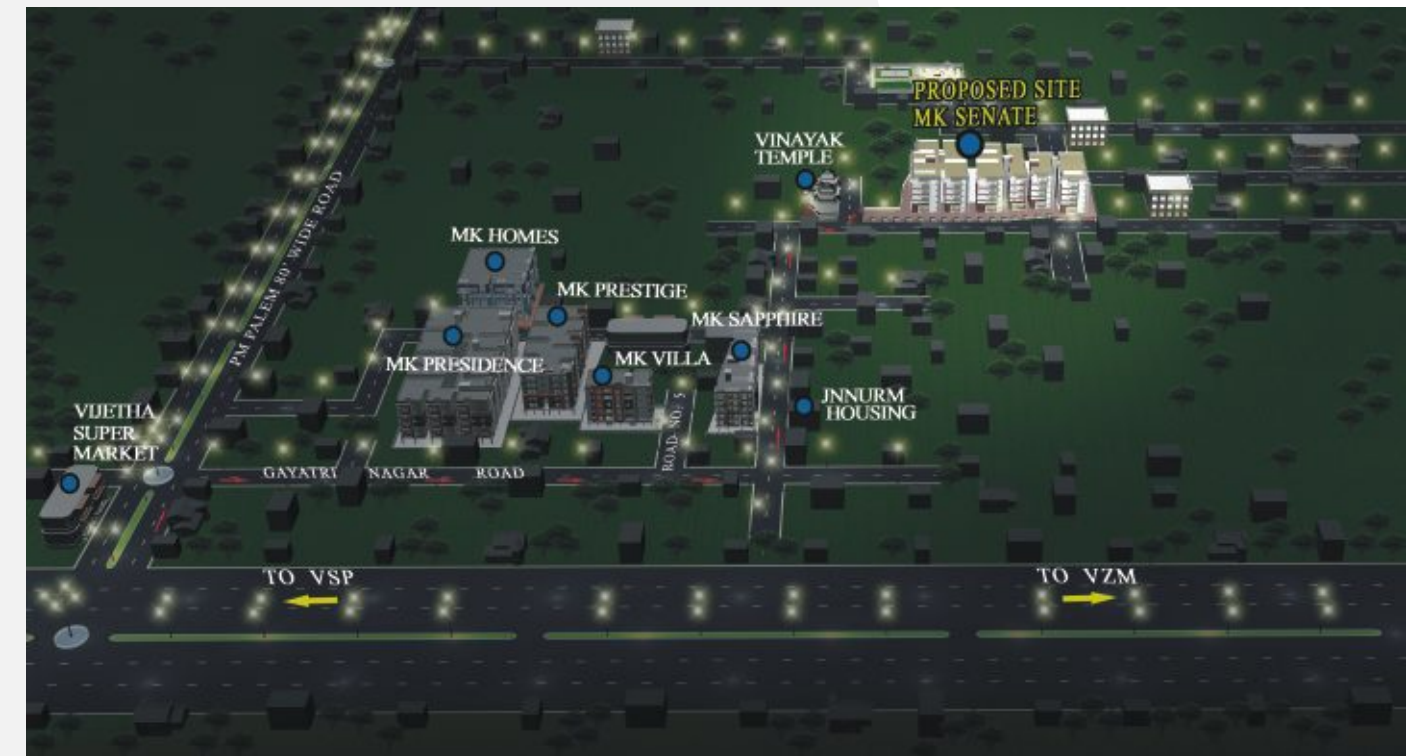 PROPOSED SITE
MK SENATE
VINAYAK
TEMPLE
PM PALEM 80' WIDE ROAD
MK HOMES
MK PRESTIGE
MK SAPPHIRE
MK PRESIDENCE
MK VILLA
JNNURM
HOUSING
VIJETHA
SUPER
MARKET
ROAD NO. 5
GAYATRI NAGAR ROAD
TO VSP
TO VZM